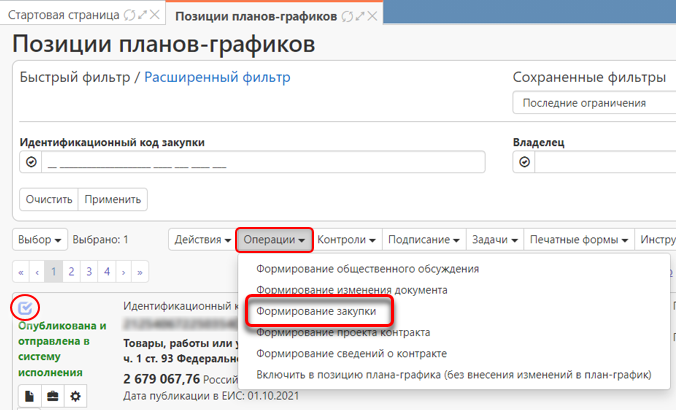 Стартовая страница
Позиции планов-графиков
Позиции планов-графиков
Быстрый фильтр / Расширенный фильтр
Сохраненные фильтры
Последние ограничения
Идентификационный код закупки
Владелец
Очистить Применить
Выбор Выбрано: 1 Действия Операции Контроли Подписание Задачи Печатные формы Инстру
« ‹ 1 2 3 4 › »
Формирование общественного обсуждения
Формирование изменения документа
Формирование закупки
Формирование проекта контракта
Формирование сведений о контракте
Включить в позицию плана-графика (без внесения изменений в план-график)
Опубликована и
отправлена в
систему
исполнения
Идентификационный к
Товары, работы или у
ч. 1 ст. 93 Федерально
2 679 067,76 Россий
Дата публикации в ЕИС: 01.10.2021